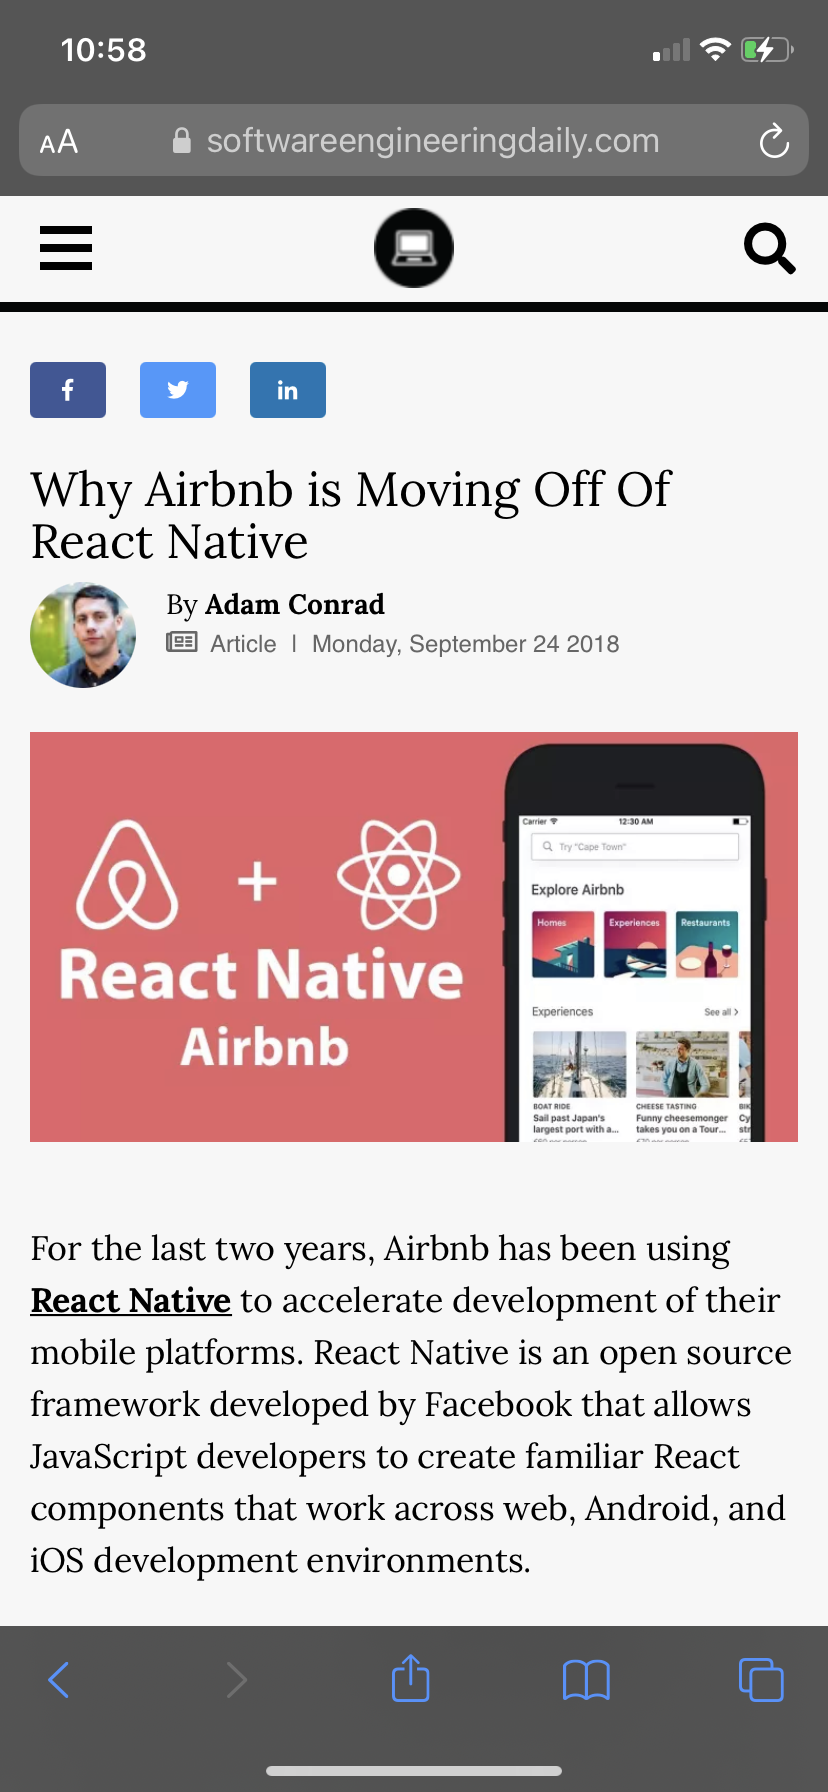 10:58
AA softwareengineeringdaily.com
f
in
Why Airbnb is Moving Off Of
React Native
By Adam Conrad
Article | Monday, September 24 2018
+
React Native
Airbnb
Carrier 12:30 AM
Try "Cape Town"
Explore Airbnb
Homes Experiences Restaurants
Experiences See all >
BOAT RIDE
Sail past Japan's
largest port with a...
CHEESE TASTING
Funny cheesemonger
takes you on a Tour...
BIK
Cy
str
For the last two years, Airbnb has been using
React Native to accelerate development of their
mobile platforms. React Native is an open source
framework developed by Facebook that allows
JavaScript developers to create familiar React
components that work across web, Android, and
iOS development environments.